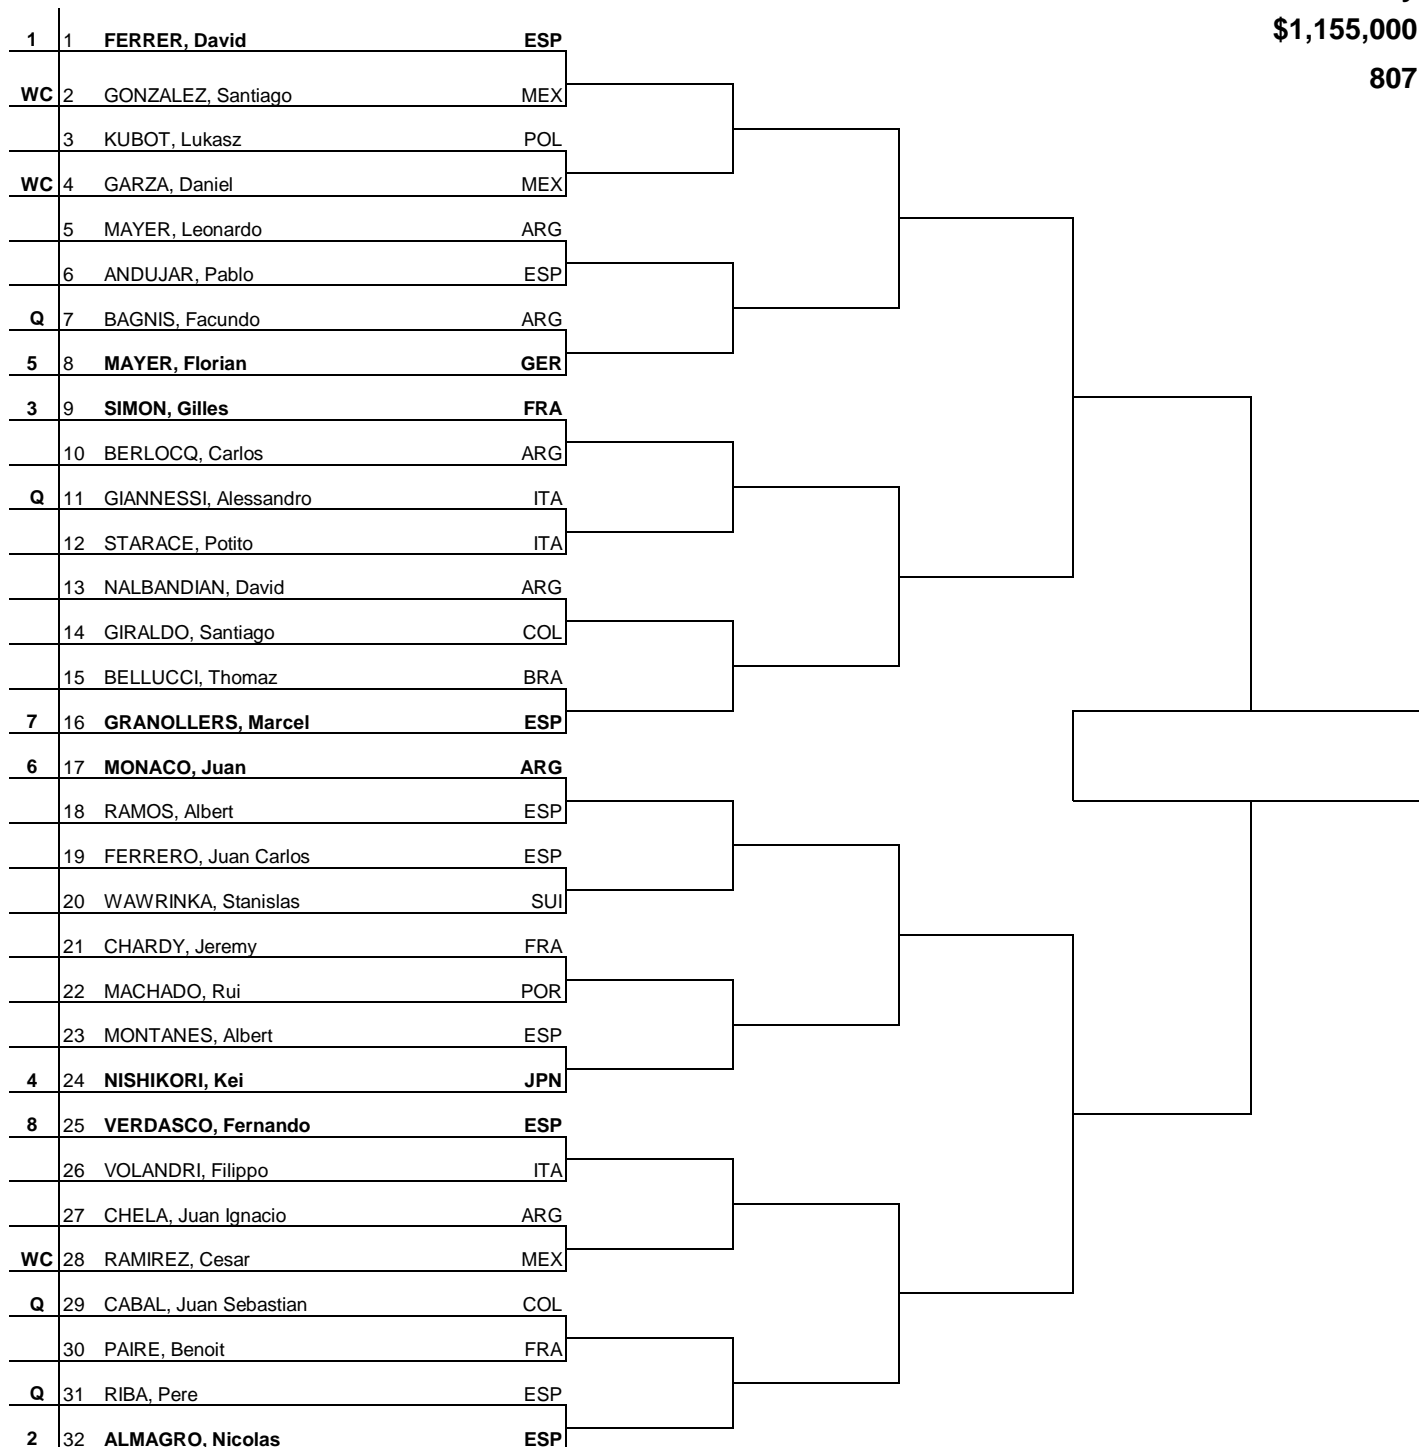 $1,155,000
1 1 FERRER, David ESP
807
WC 2 GONZALEZ, Santiago MEX
3 KUBOT, Lukasz POL
WC 4 GARZA, Daniel MEX
5 MAYER, Leonardo ARG
6 ANDUJAR, Pablo ESP
Q 7 BAGNIS, Facundo ARG
5 8 MAYER, Florian GER
3 9 SIMON, Gilles FRA
10 BERLOCQ, Carlos ARG
Q 11 GIANNESSI, Alessandro ITA
12 STARACE, Potito ITA
13 NALBANDIAN, David ARG
14 GIRALDO, Santiago COL
15 BELLUCCI, Thomaz BRA
7 16 GRANOLLERS, Marcel ESP
6 17 MONACO, Juan ARG
18 RAMOS, Albert ESP
19 FERRERO, Juan Carlos ESP
20 WAWRINKA, Stanislas SUI
21 CHARDY, Jeremy FRA
22 MACHADO, Rui POR
23 MONTANES, Albert ESP
4 24 NISHIKORI, Kei JPN
8 25 VERDASCO, Fernando ESP
26 VOLANDRI, Filippo ITA
27 CHELA, Juan Ignacio ARG
WC 28 RAMIREZ, Cesar MEX
Q 29 CABAL, Juan Sebastian COL
30 PAIRE, Benoit FRA
Q 31 RIBA, Pere ESP
2 32 ALMAGRO, Nicolas ESP